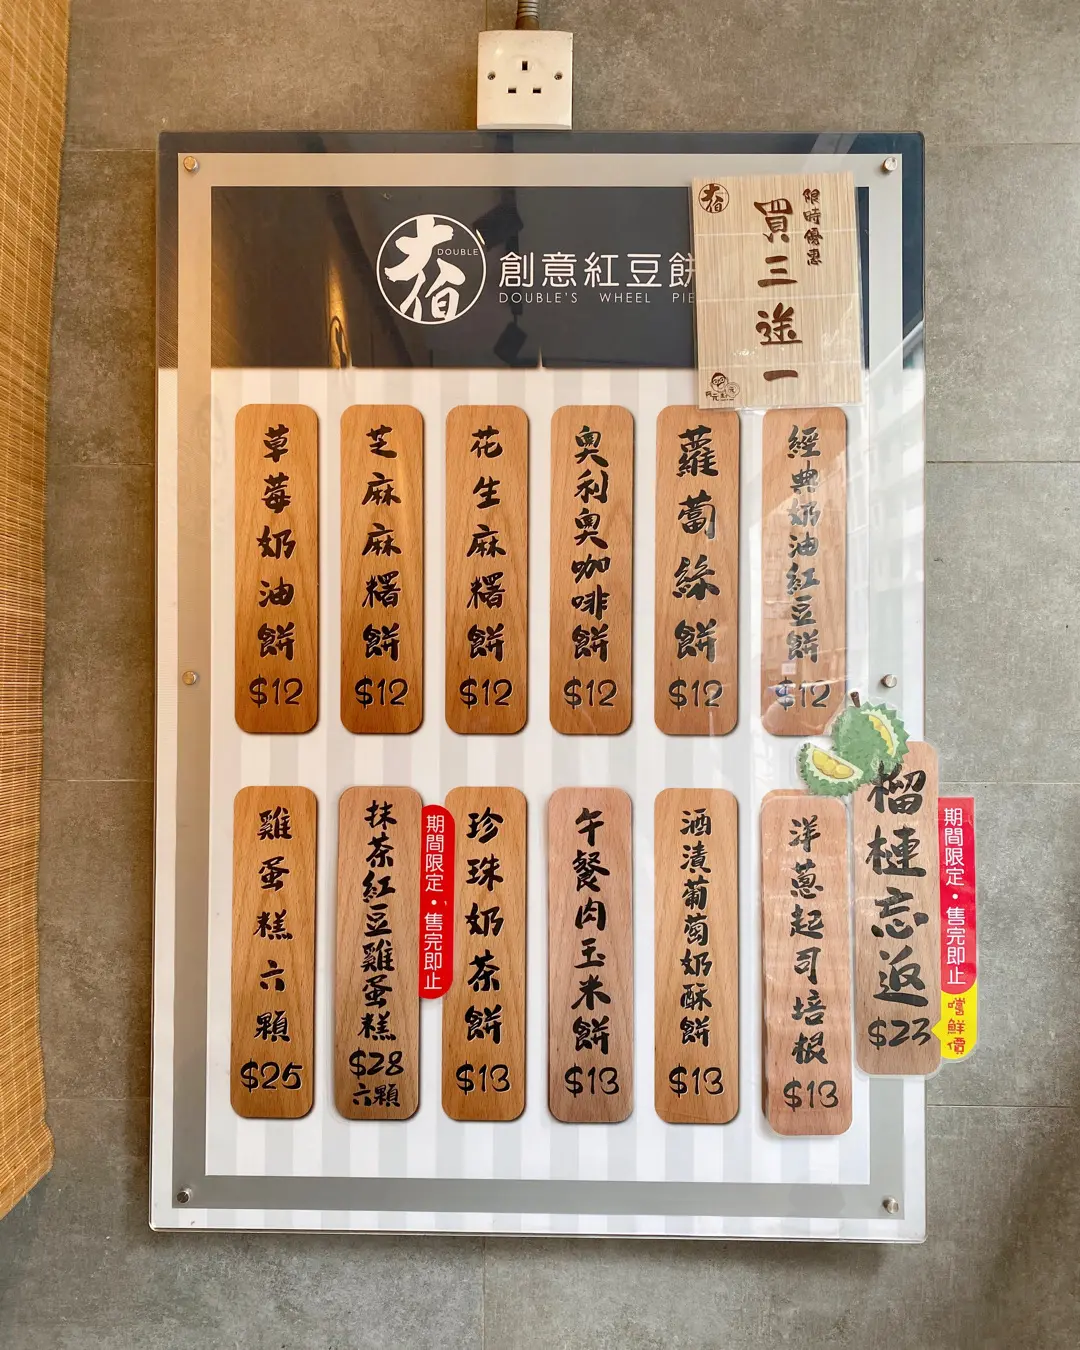 大伯
DOUBLE
創意紅豆餅
DOUBLE'S WHEEL PIE
限時優惠
買三送一
經典奶油紅豆餅
$12
蘿蔔絲餅
$12
奧利奧咖啡餅
$12
花生麻糬餅
$12
芝麻麻糬餅
$12
草莓奶油餅
$12
榴槤忘返
$23
期間限定・售完即止
嚐鮮價
洋蔥起司培根
$13
酒漬葡萄奶酥餅
$13
午餐肉玉米餅
$13
珍珠奶茶餅
$13
期間限定・售完即止
抹茶紅豆雞蛋糕
$28
六顆
雞蛋糕六顆
$25